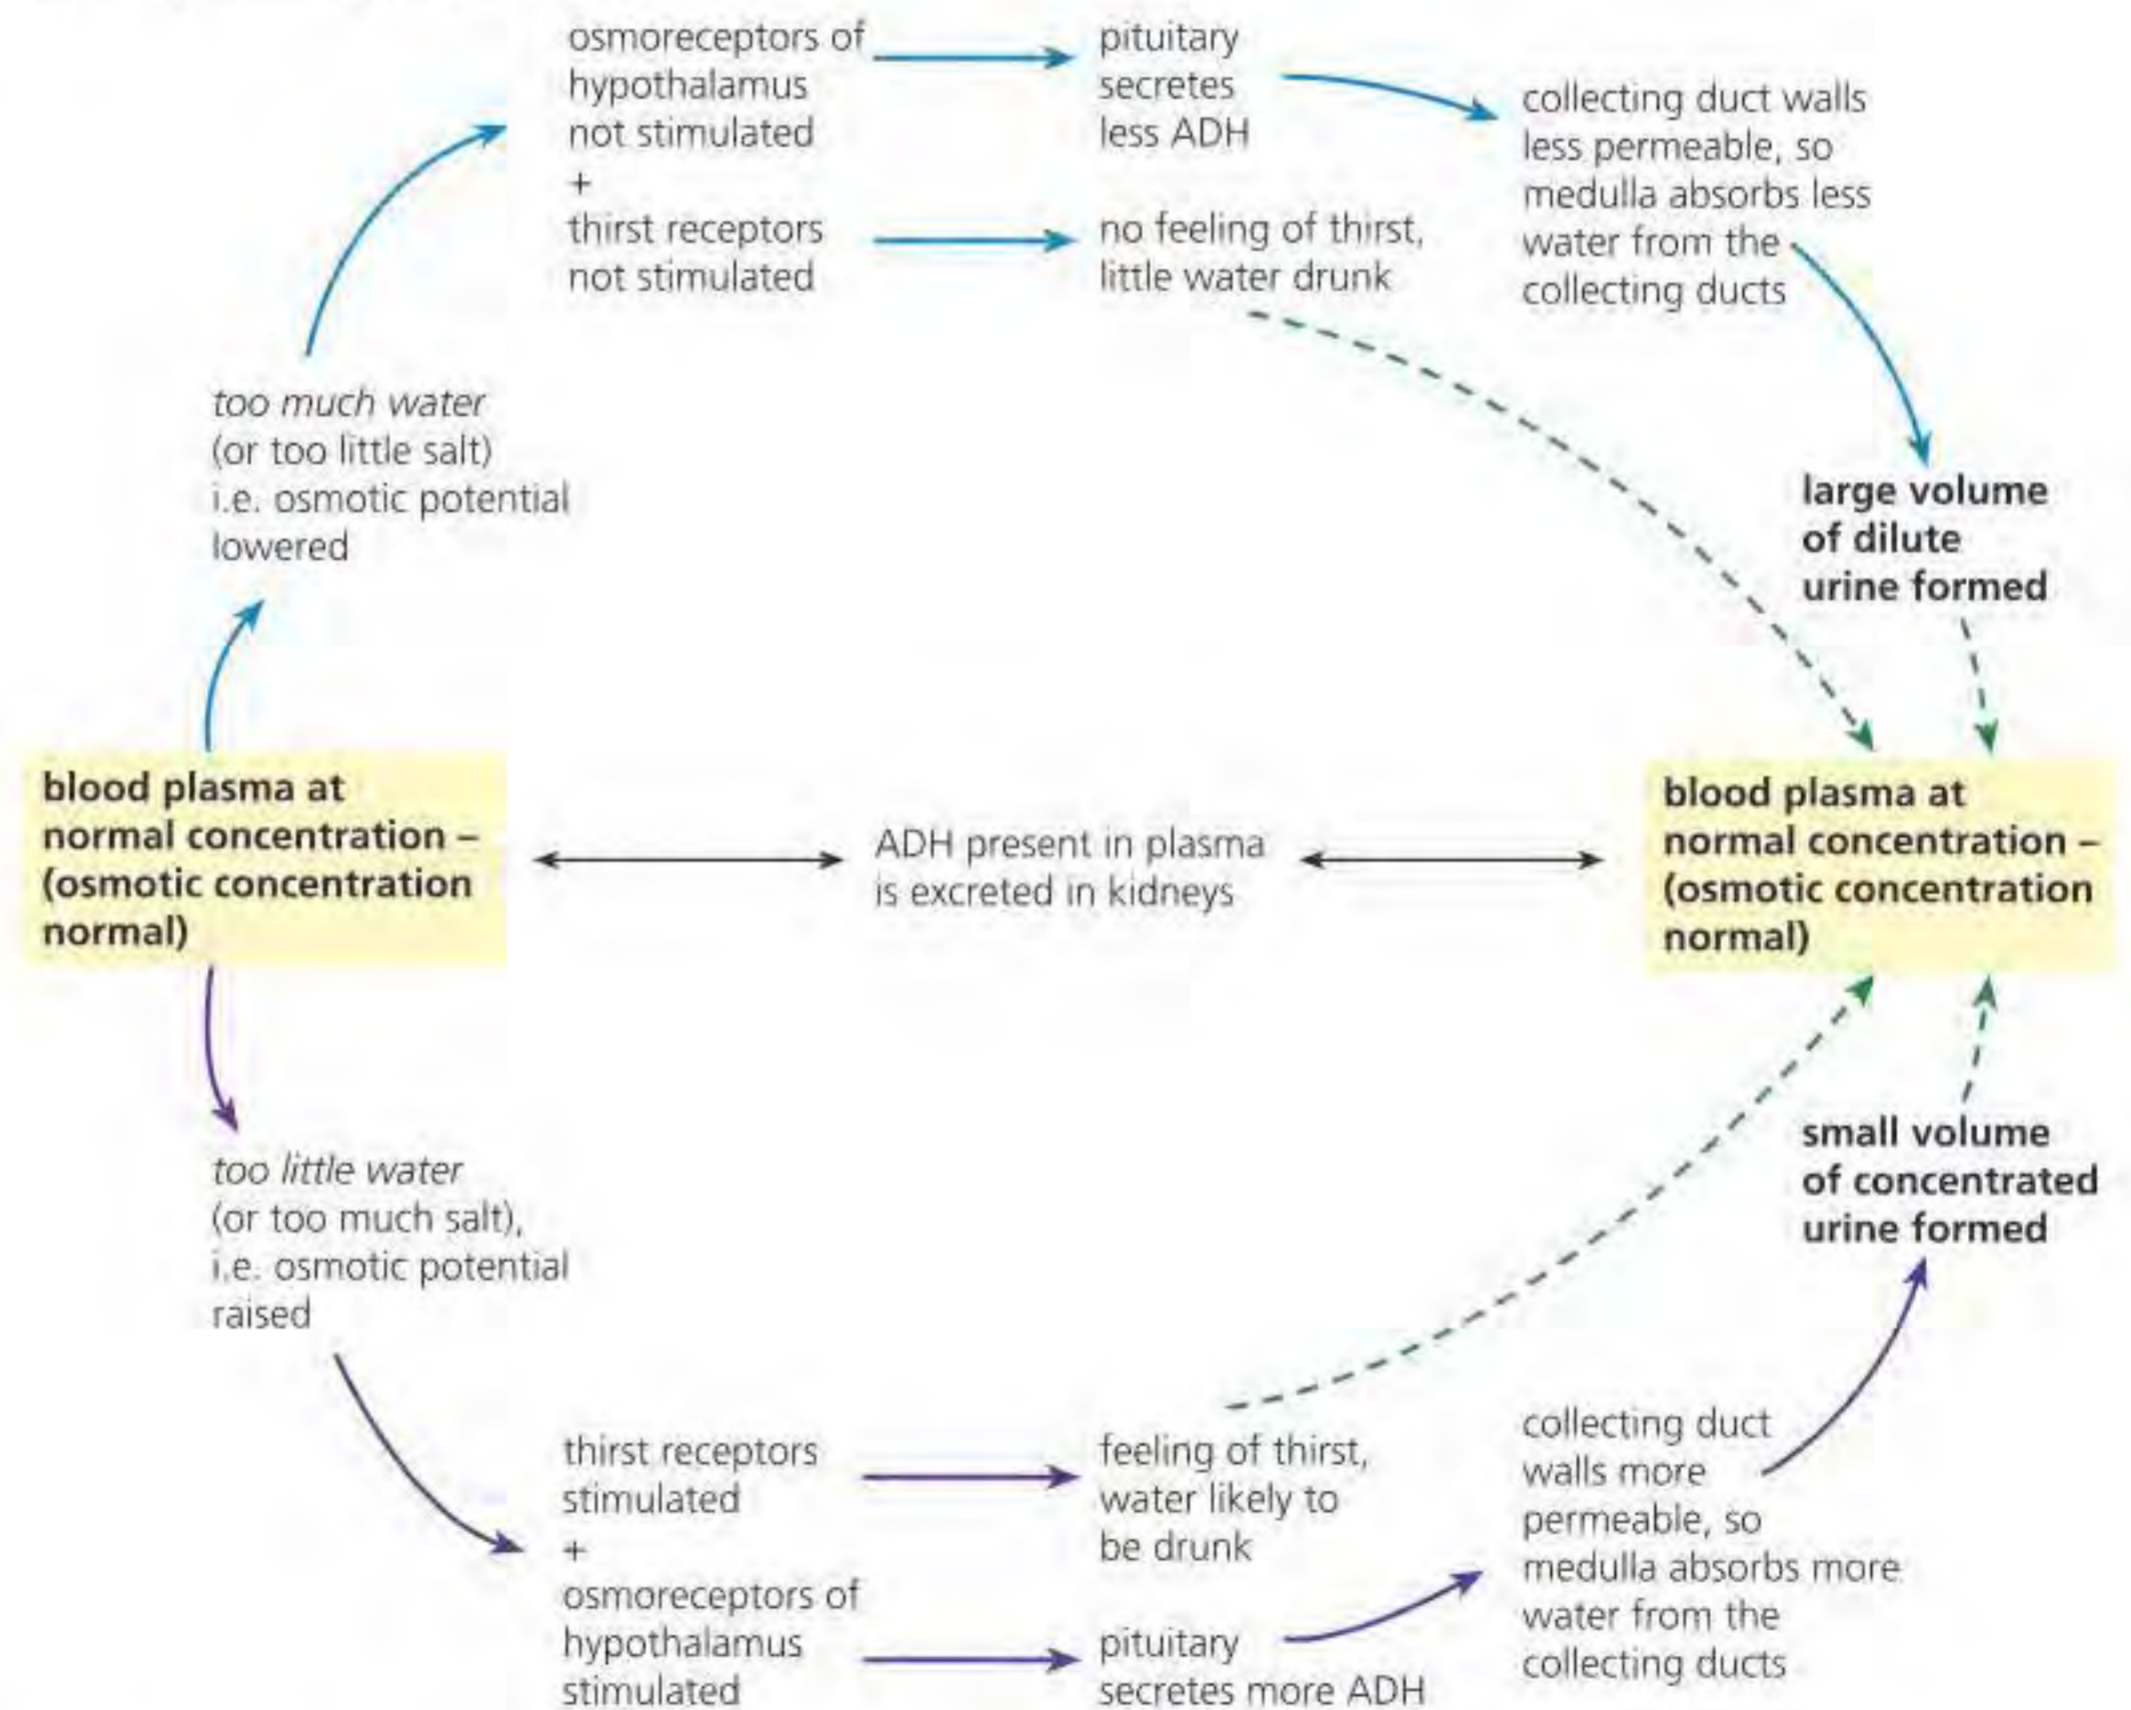 osmoreceptors of
hypothalamus
not stimulated
+
thirst receptors
not stimulated
pituitary
secretes
less ADH
no feeling of thirst,
little water drunk
collecting duct walls
less permeable, so
medulla absorbs less
water from the
collecting ducts
too much water
(or too little salt)
i.e. osmotic potential
lowered
large volume
of dilute
urine formed
blood plasma at
normal concentration –
(osmotic concentration
normal)
ADH present in plasma
is excreted in kidneys
blood plasma at
normal concentration –
(osmotic concentration
normal)
too little water
(or too much salt),
i.e. osmotic potential
raised
small volume
of concentrated
urine formed
thirst receptors
stimulated
+
osmoreceptors of
hypothalamus
stimulated
feeling of thirst,
water likely to
be drunk
pituitary
secretes more ADH
collecting duct
walls more
permeable, so
medulla absorbs more
water from the
collecting ducts